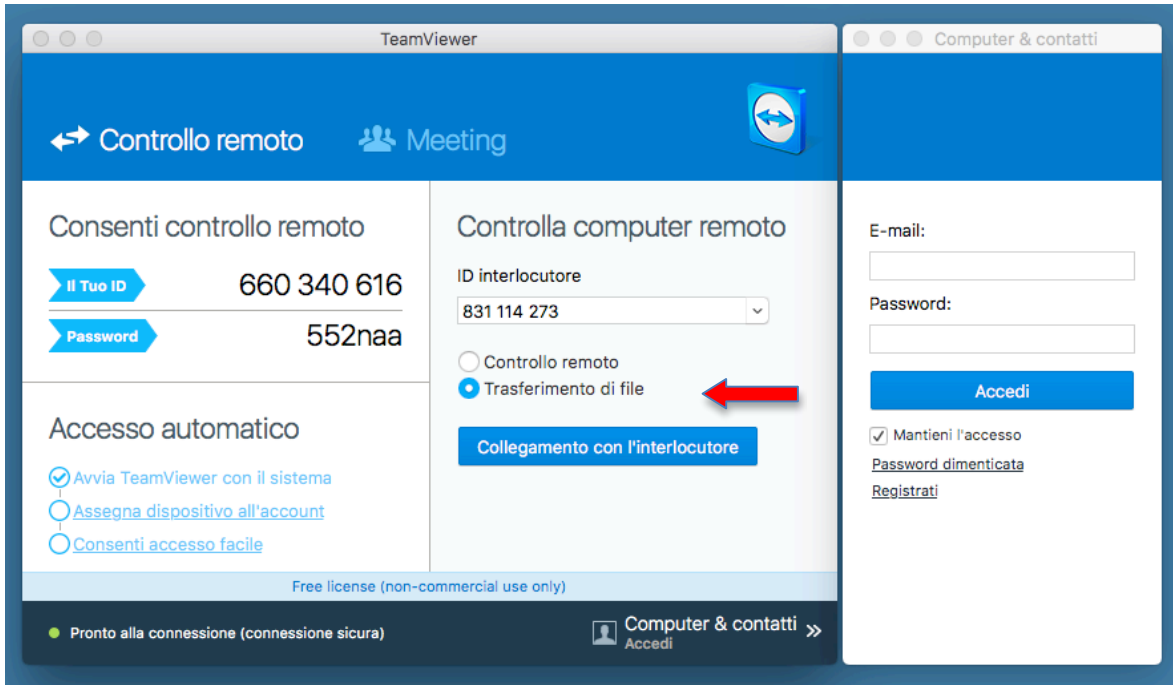 TeamViewer
Controllo remoto
Meeting
Consenti controllo remoto
Il Tuo ID
660 340 616
Password
552naa
Accesso automatico
Avvia TeamViewer con il sistema
Assegna dispositivo all'account
Consenti accesso facile
Controlla computer remoto
ID interlocutore
831 114 273
Controllo remoto
Trasferimento di file
Collegamento con l'interlocutore
Free license (non-commercial use only)
Pronto alla connessione (connessione sicura)
Computer & contatti
Accedi
Computer & contatti
E-mail:
Password:
Accedi
Mantieni l'accesso
Password dimenticata
Registrati